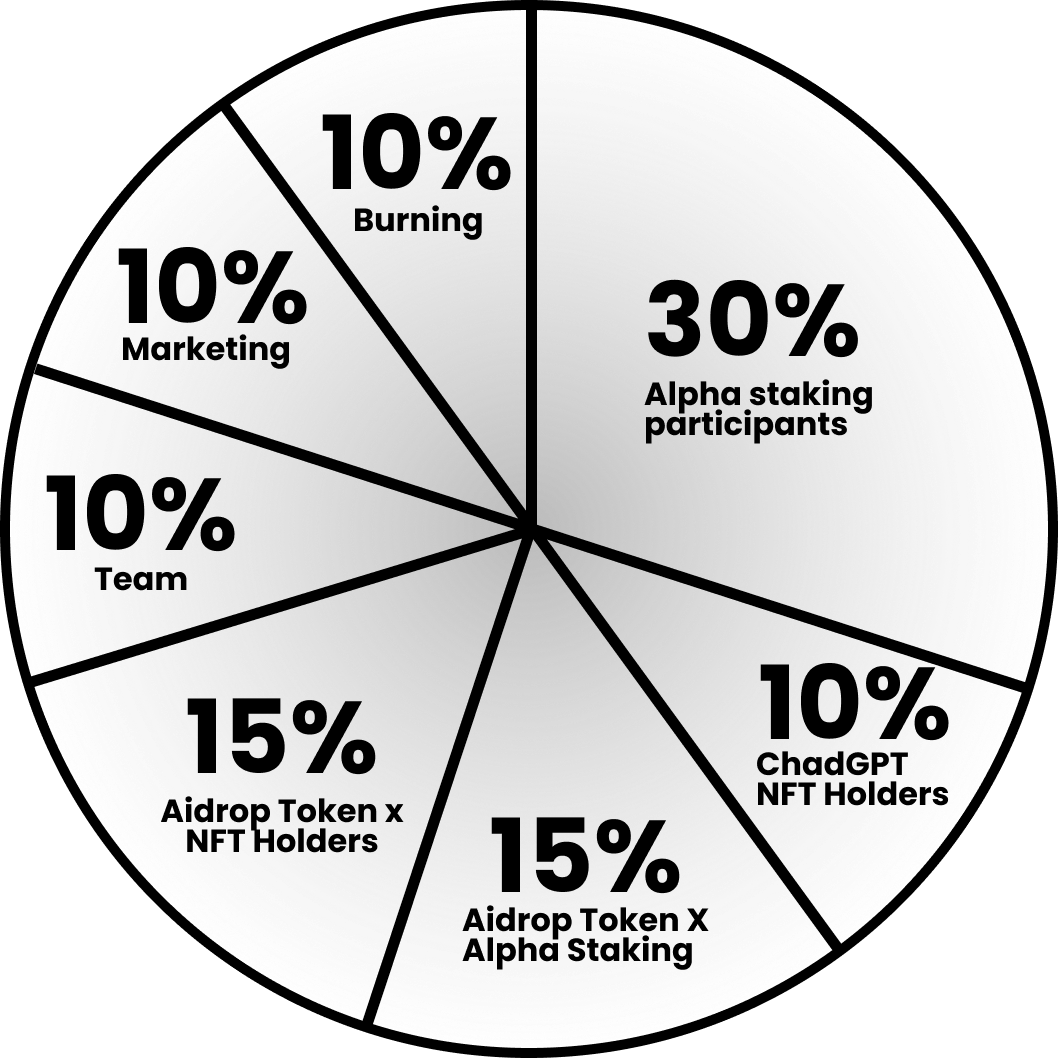 10%
Burning
30%
Alpha staking
participants
10%
ChadGPT
NFT Holders
15%
Aidrop Token X
Alpha Staking
15%
Aidrop Token x
NFT Holders
10%
Team
10%
Marketing